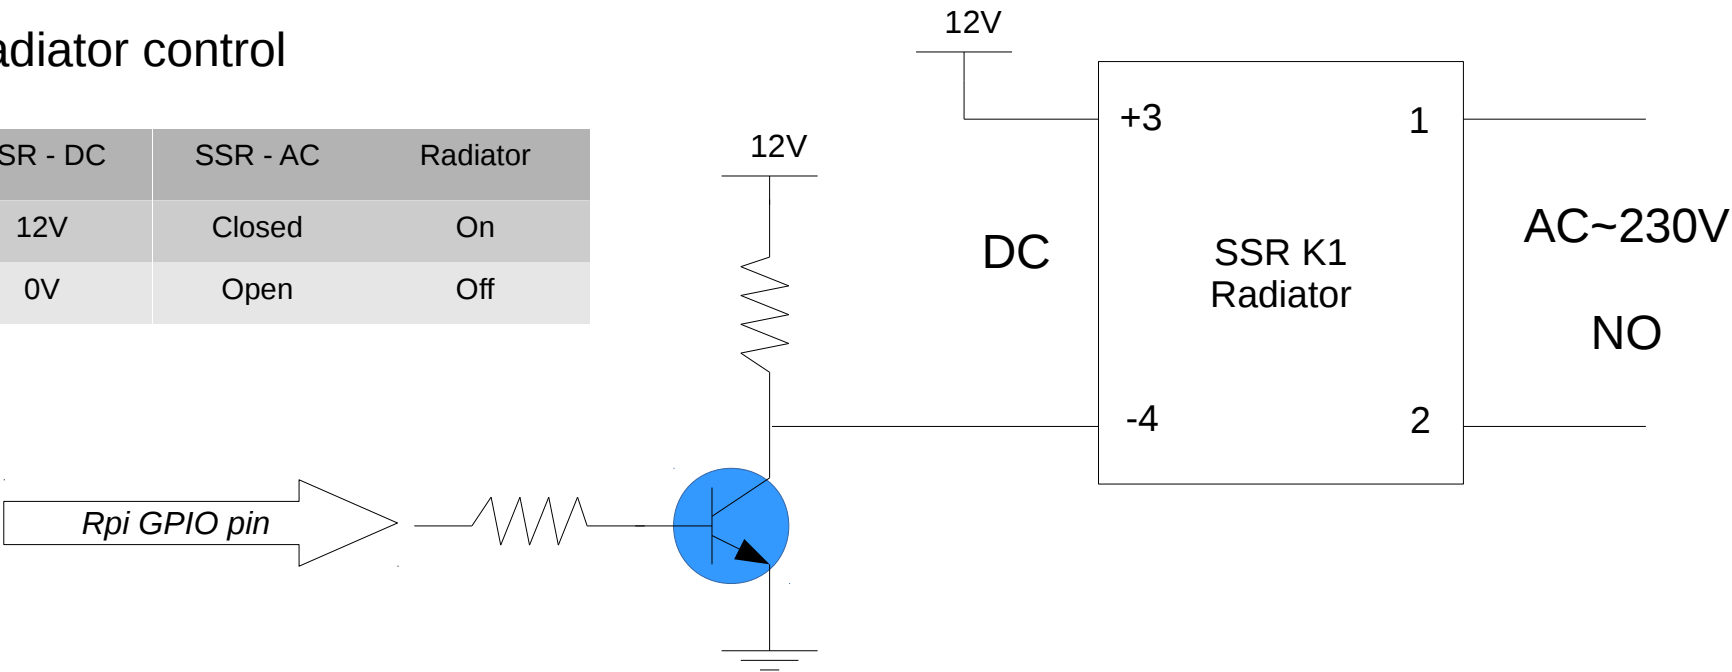 adiator control
SR - DC SSR - AC Radiator
12V Closed On
0V Open Off
12V
12V
+3 1
DC
SSR K1
Radiator
AC~230V
NO
-4 2
Rpi GPIO pin